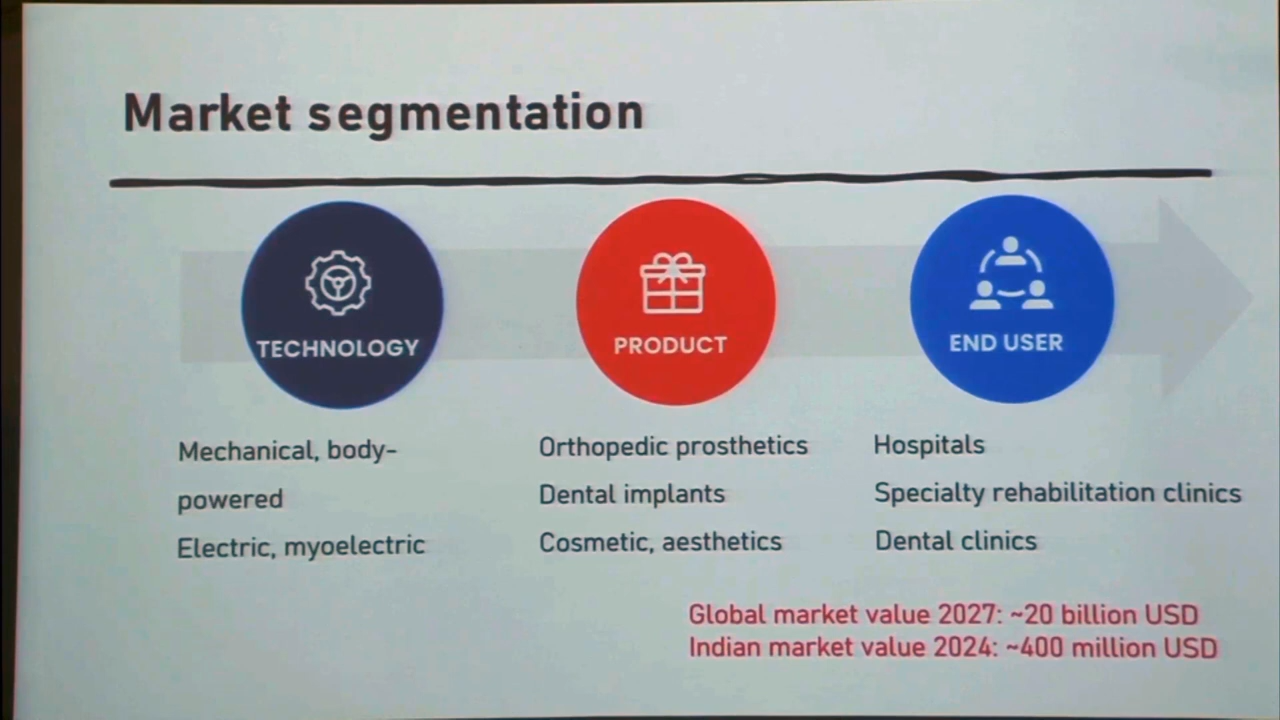 Market segmentation
TECHNOLOGY
PRODUCT
END USER
Mechanical, body-
powered
Electric, myoelectric
Orthopedic prosthetics
Dental implants
Cosmetic, aesthetics
Hospitals
Specialty rehabilitation clinics
Dental clinics
Global market value 2027: ~20 billion USD
Indian market value 2024: ~400 million USD